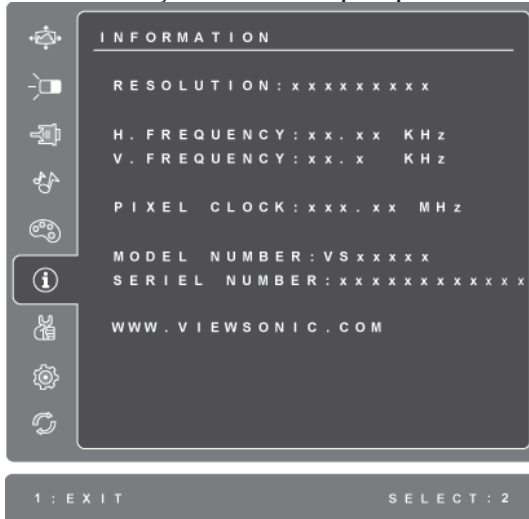 INFORMATION
RESOLUTION:xxxxxxxxx
H. FREQUENCY:xx.xx KHz
V. FREQUENCY:xx.x KHz
PIXEL CLOCK:xxx.xx MHz
MODEL NUMBER:VSxxxxx
SERIEL NUMBER:xxxxxxxxxxxx
WWW.VIEWSONIC.COM
1:EXIT SELECT:2